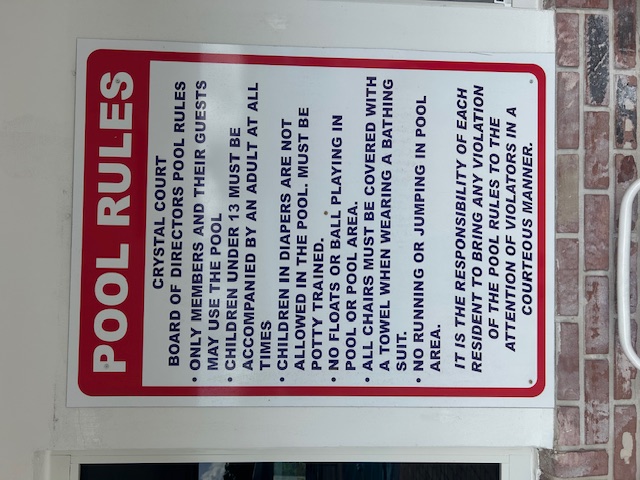 POOL RULES
CRYSTAL COURT
BOARD OF DIRECTORS POOL RULES
• ONLY MEMBERS AND THEIR GUESTS
MAY USE THE POOL
• CHILDREN UNDER 13 MUST BE
ACCOMPANIED BY AN ADULT AT ALL
TIMES
• CHILDREN IN DIAPERS ARE NOT
ALLOWED IN THE POOL. MUST BE
POTTY TRAINED.
• NO FLOATS OR BALL PLAYING IN
POOL OR POOL AREA.
• ALL CHAIRS MUST BE COVERED WITH
A TOWEL WHEN WEARING A BATHING
SUIT.
• NO RUNNING OR JUMPING IN POOL
AREA.
IT IS THE RESPONSIBILITY OF EACH
RESIDENT TO BRING ANY VIOLATION
OF THE POOL RULES TO THE
ATTENTION OF VIOLATORS IN A
COURTEOUS MANNER.